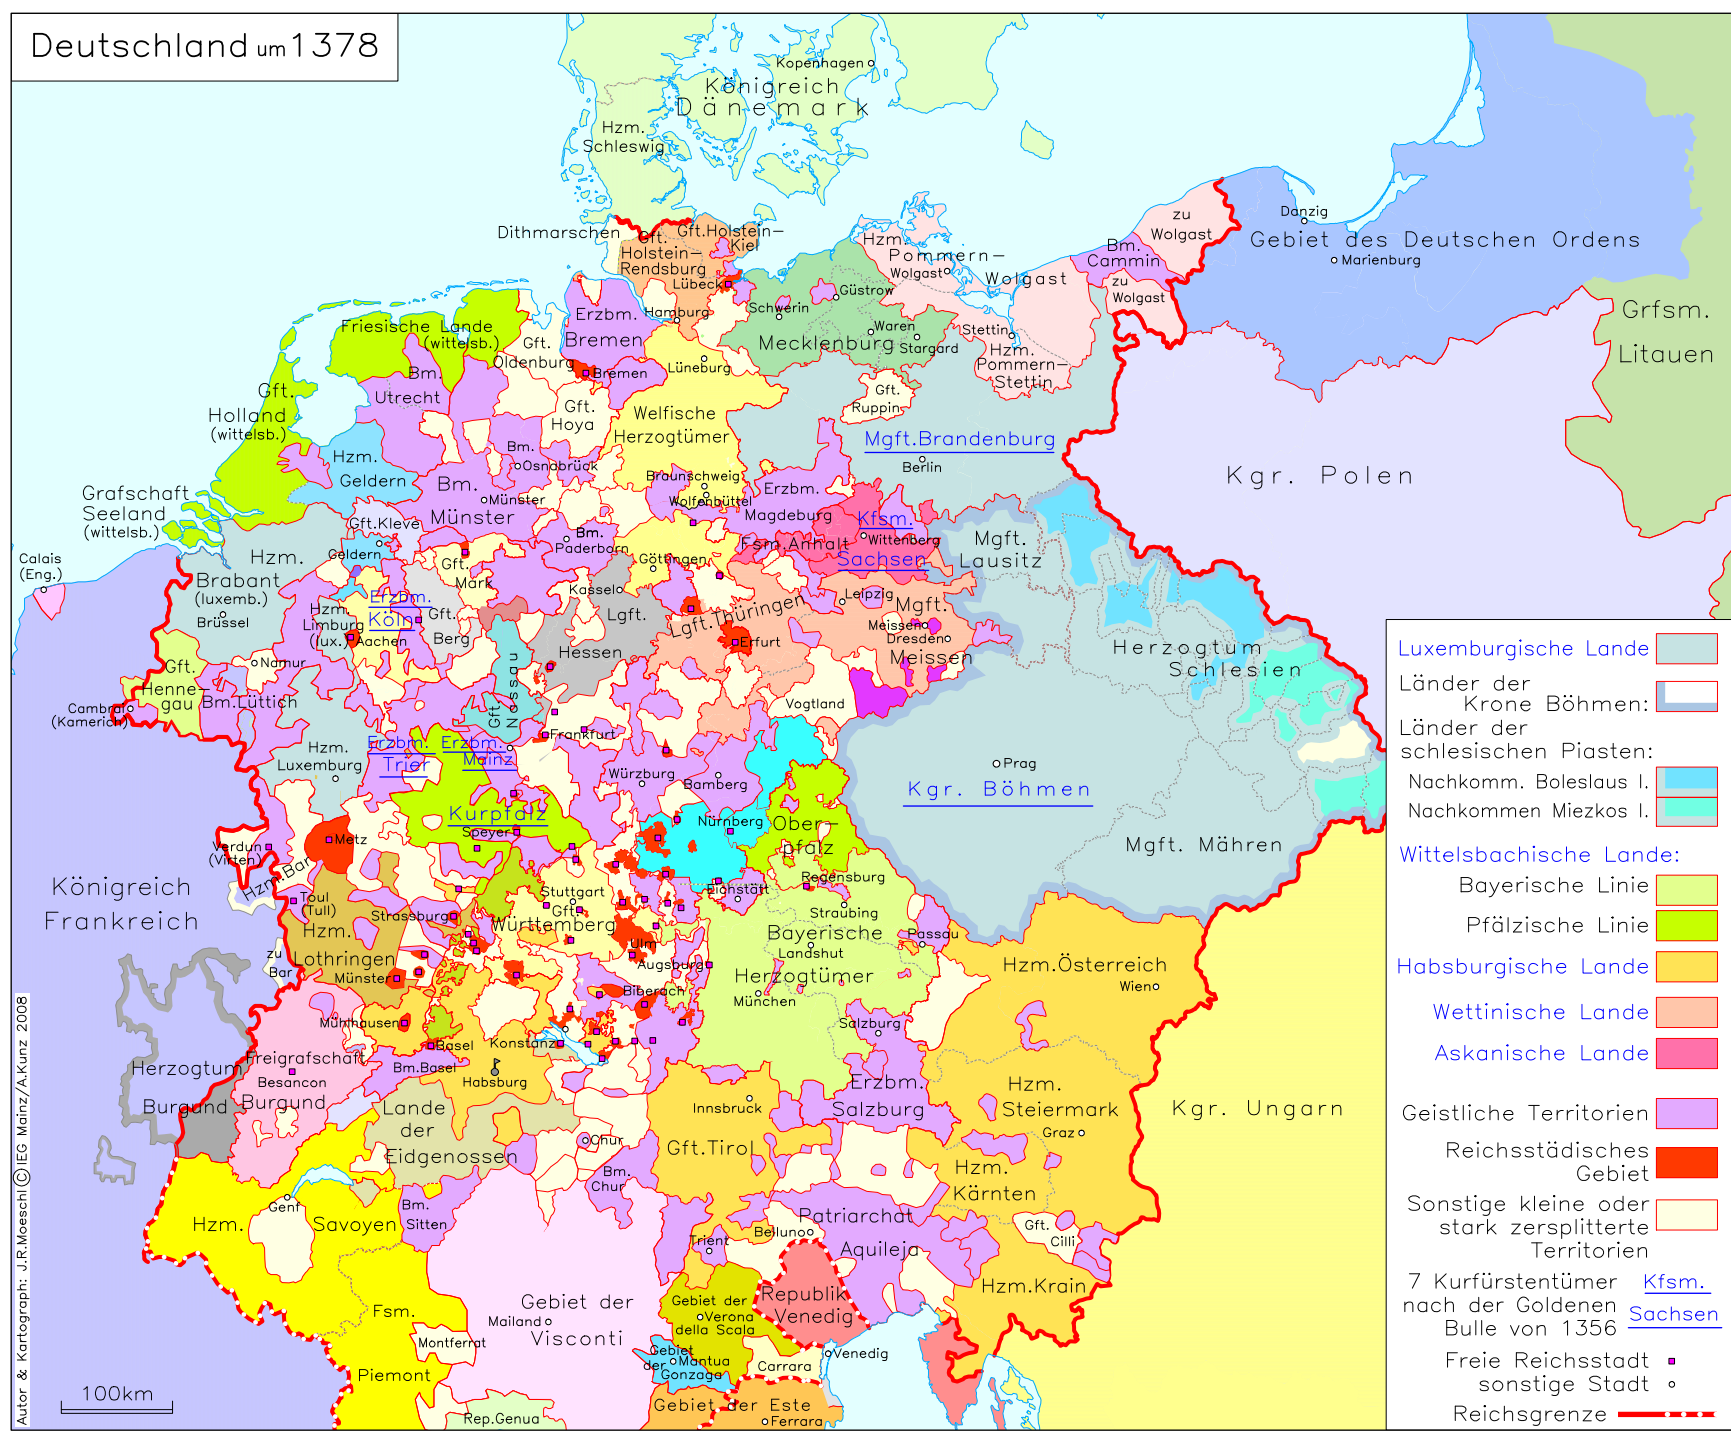 Deutschland um 1378
Kopenhagen
Königreich
Dänemark
Hzm.
Schleswig
Dithmarschen
Gft.
Holstein-
Rendsburg
Gft.Holstein-
Kiel
Lübeck
Hamburg
Hzm.
Pommern-
Wolgast
Wolgast
zu
Wolgast
Bm.
Cammin
zu
Wolgast
Danzig
Gebiet des Deutschen Ordens
Marienburg
Grfsm.
Litauen
Schwerin
Güstrow
Waren
Mecklenburg
Stargard
Stettin
Hzm.
Pommern-
Stettin
Friesische Lande
(wittelsb.)
Erzbm.
Bremen
Gft.
Oldenburg
Bremen
Lüneburg
Bm.
Utrecht
Gft.
Holland
(wittelsb.)
Gft.
Hoya
Welfische
Herzogtümer
Gft.
Ruppin
Mgft.Brandenburg
Berlin
Kgr. Polen
Hzm.
Geldern
Bm.
Osnabrück
Bm.
Münster
Münster
Braunschweig
Wolfenbüttel
Erzbm.
Magdeburg
Kfsm.
Sachsen
Wittenberg
Fsm.Anhalt
Grafschaft
Seeland
(wittelsb.)
Gft.Kleve
Geldern
Bm.
Paderborn
Göttingen
Mgft.
Lausitz
Calais
(Eng.)
Hzm.
Brabant
(luxemb.)
Brüssel
Gft.
Mark
Kassel
Lgft.
Hessen
Lgft.Thüringen
Leipzig
Mgft.
Meissen
Dresden
Meissen
Erfurt
Erzbm.
Köln
Hzm.
Limburg
(lux.)
Aachen
Gft.
Berg
Herzogtum
Schlesien
Gft.
Henne-
gau
Namur
Bm.Lüttich
Cambrai
(Kamerich)
Gft.
Nassau
Vogtland
Frankfurt
Hzm.
Luxemburg
Erzbm.
Trier
Erzbm.
Mainz
Würzburg
Bamberg
Prag
Kgr. Böhmen
Kurpfalz
Speyer
Nürnberg
Ober-
pfalz
Mgft. Mähren
Verdun
(Virten)
Metz
Hzm.Bar
Königreich
Frankreich
Toul
(Tull)
Hzm.
Lothringen
Strassburg
Stuttgart
Gft.
Württemberg
Eichstätt
Regensburg
Straubing
Bayerische
Landshut
Herzogtümer
München
Passau
zu
Bar
Münster
Ulm
Augsburg
Biberach
Hzm.Österreich
Wien
Mühlhausen
Basel
Konstanz
Salzburg
Freigrafschaft
Besancon
Burgund
Bm.Basel
Habsburg
Herzogtum
Burgund
Erzbm.
Salzburg
Hzm.
Steiermark
Graz
Kgr. Ungarn
Lande
der
Eidgenossen
Innsbruck
Chur
Gft.Tirol
Bm.
Chur
Hzm.
Kärnten
Genf
Hzm. Savoyen
Bm.
Sitten
Patriarchat
Aquileja
Belluno
Trient
Gft.
Cilli
Hzm.Krain
Fsm.
Piemont
Gebiet der
Visconti
Mailand
Montferrat
Gebiet der
Verona
della Scala
Republik
Venedig
Venedig
Gebiet
der
Mantua
Gonzaga
Carrara
Gebiet der Este
Ferrara
Rep.Genua
100km
Autor & Kartograph: J.R.Moeschl ©IEG Mainz/A.Kunz 2008
Luxemburgische Lande
Länder der
Krone Böhmen:
Länder der
schlesischen Piasten:
Nachkomm. Boleslaus I.
Nachkommen Miezkos I.
Wittelsbachische Lande:
Bayerische Linie
Pfälzische Linie
Habsburgische Lande
Wettinische Lande
Askanische Lande
Geistliche Territorien
Reichsstädisches
Gebiet
Sonstige kleine oder
stark zersplitterte
Territorien
7 Kurfürstentümer
nach der Goldenen
Bulle von 1356
Kfsm.
Sachsen
Freie Reichsstadt
sonstige Stadt
Reichsgrenze